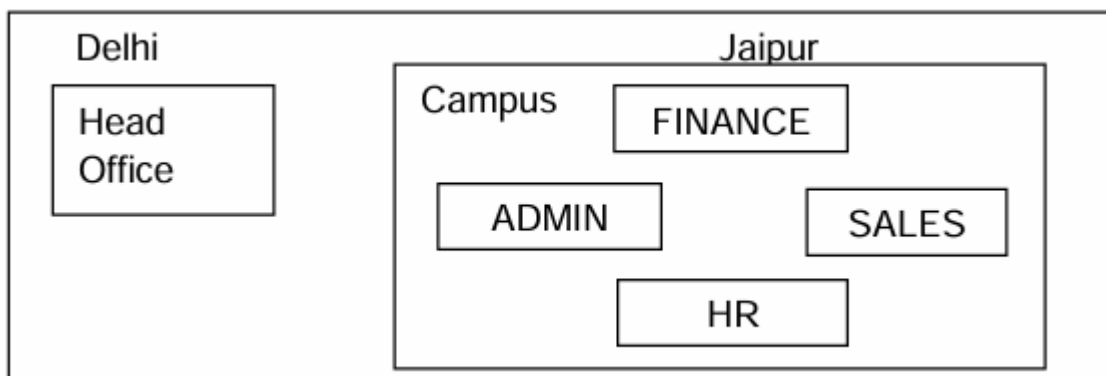 Delhi
Jaipur
Head
Office
Campus
FINANCE
ADMIN
SALES
HR